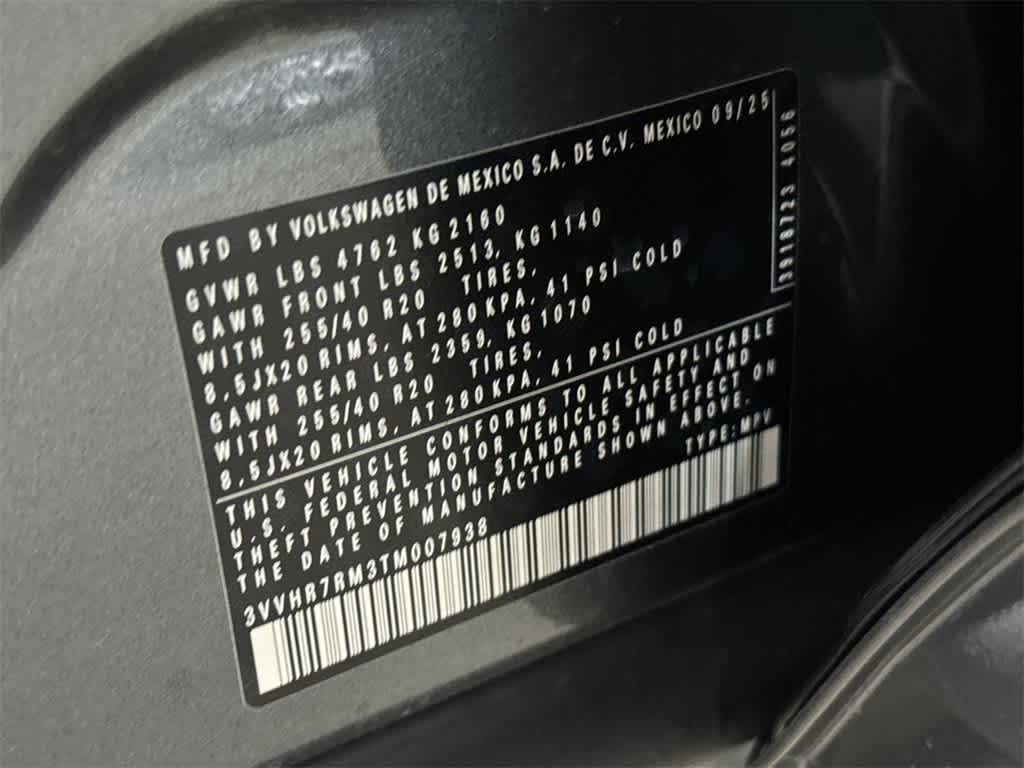 MFD BY VOLKSWAGEN DE MEXICO S.A. DE C.V. MEXICO 09/25
GVWR LBS 4762 KG 2160
GAWR FRONT LBS 2513, KG 1140
WITH 255/40 R20 TIRES,
8,5JX20 RIMS, AT 280 KPA, 41 PSI COLD
GAWR REAR LBS 2359, KG 1070
WITH 255/40 R20 TIRES,
8,5JX20 RIMS, AT 280 KPA, 41 PSI COLD
THIS VEHICLE CONFORMS TO ALL APPLICABLE
U.S. FEDERAL MOTOR VEHICLE SAFETY AND
THEFT PREVENTION STANDARDS IN EFFECT ON
THE DATE OF MANUFACTURE SHOWN ABOVE.
TYPE: MPV
3VVHR7RM3TM007938
3918723 4056